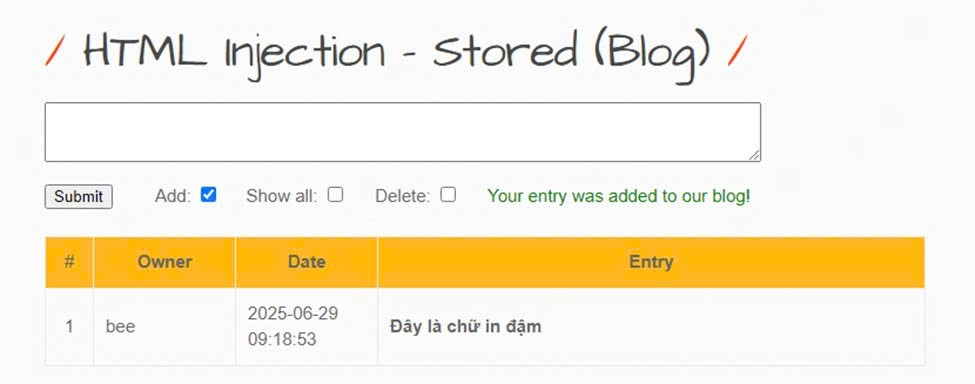 / HTML Injection - Stored (Blog) /
Submit Add: Show all: Delete: Your entry was added to our blog!
# Owner Date Entry
1 bee 2025-06-29 09:18:53 Đây là chữ in đậm